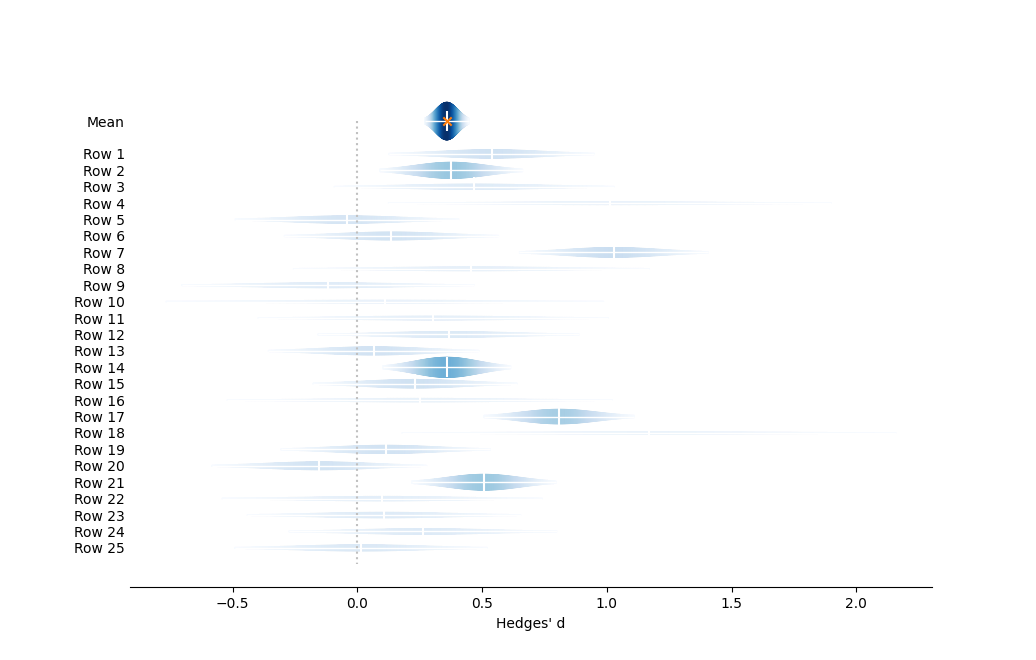 Mean
Row 1
Row 2
Row 3
Row 4
Row 5
Row 6
Row 7
Row 8
Row 9
Row 10
Row 11
Row 12
Row 13
Row 14
Row 15
Row 16
Row 17
Row 18
Row 19
Row 20
Row 21
Row 22
Row 23
Row 24
Row 25
−0.5 0.0 0.5 1.0 1.5 2.0
Hedges' d